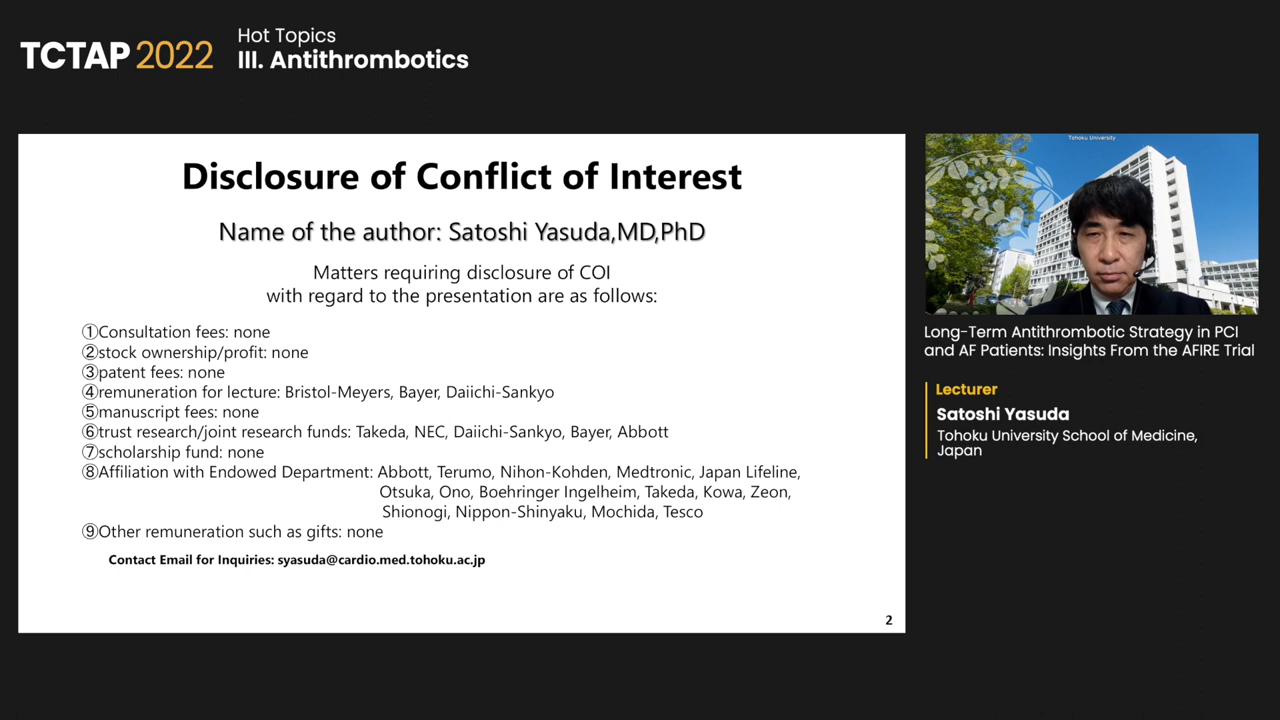 TCTAP 2022
Hot Topics
III. Antithrombotics
Disclosure of Conflict of Interest
Name of the author: Satoshi Yasuda,MD,PhD
Matters requiring disclosure of COI
with regard to the presentation are as follows:
①Consultation fees: none
②stock ownership/profit: none
③patent fees: none
④remuneration for lecture: Bristol-Meyers, Bayer, Daiichi-Sankyo
⑤manuscript fees: none
⑥trust research/joint research funds: Takeda, NEC, Daiichi-Sankyo, Bayer, Abbott
⑦scholarship fund: none
⑧Affiliation with Endowed Department: Abbott, Terumo, Nihon-Kohden, Medtronic, Japan Lifeline,
Otsuka, Ono, Boehringer Ingelheim, Takeda, Kowa, Zeon,
Shionogi, Nippon-Shinyaku, Mochida, Tesco
⑨Other remuneration such as gifts: none
Contact Email for Inquiries: syasuda@cardio.med.tohoku.ac.jp
2
Tohoku University
Long-Term Antithrombotic Strategy in PCI
and AF Patients: Insights From the AFIRE Trial
Lecturer
Satoshi Yasuda
Tohoku University School of Medicine,
Japan